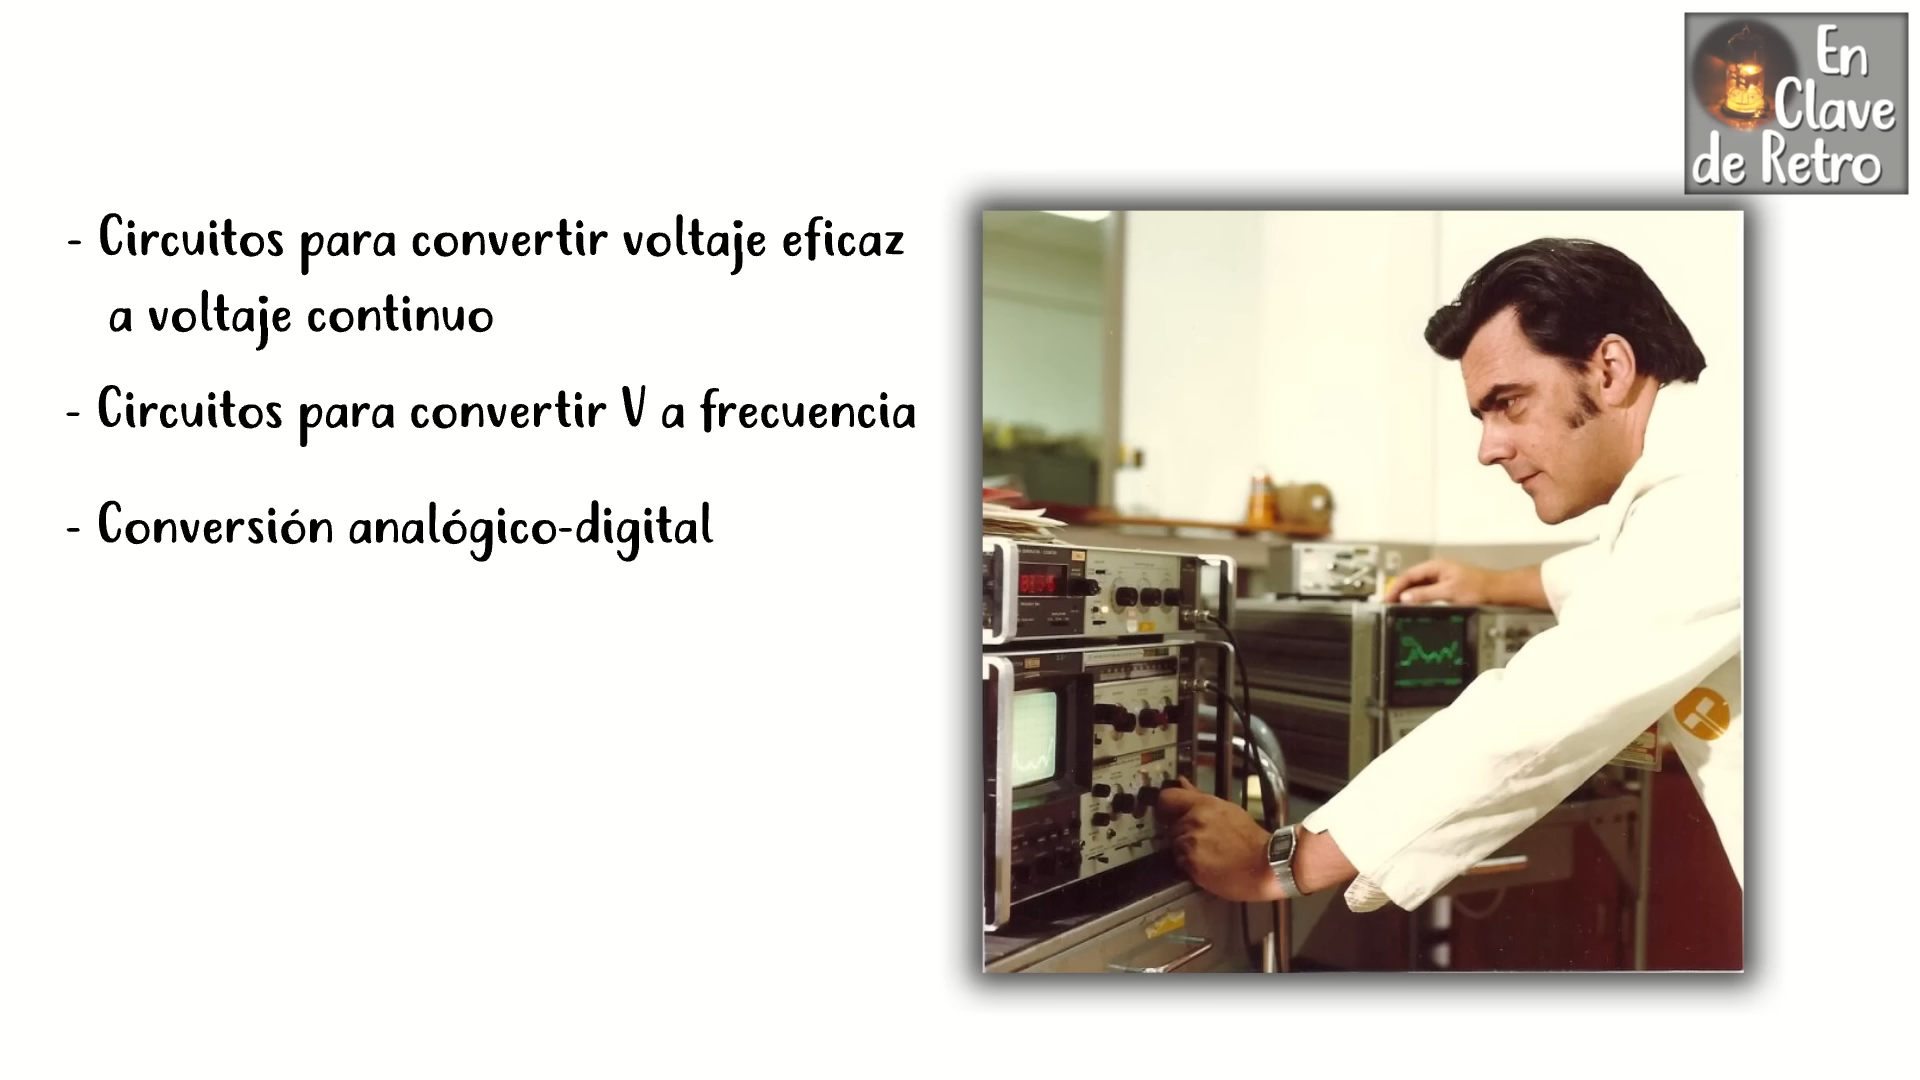 En
Clave
de Retro
- Circuitos para convertir voltaje eficaz
a voltaje continuo
- Circuitos para convertir V a frecuencia
- Conversión analógico-digital